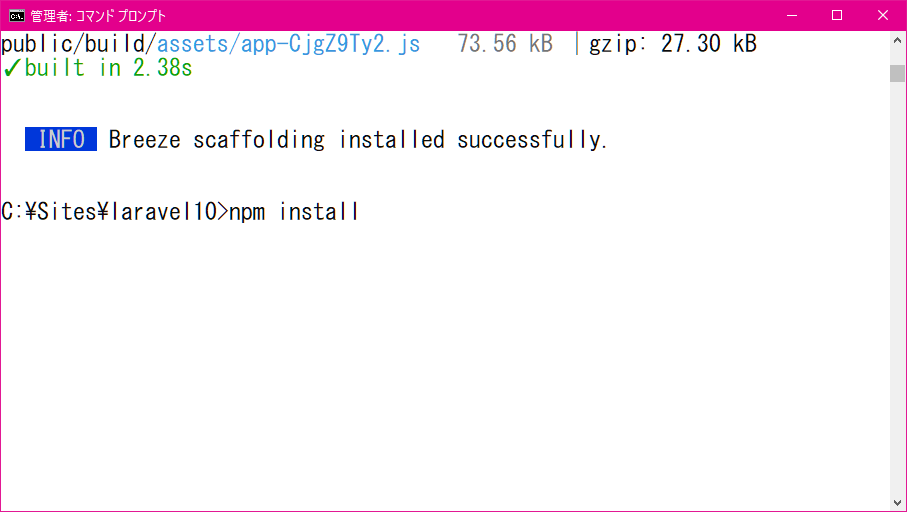 管理者: コマンド プロンプト
public/build/assets/app-CjgZ9Ty2.js 73.56 kB | gzip: 27.30 kB
✓built in 2.38s
INFO Breeze scaffolding installed successfully.
C:¥Sites¥laravel10>npm install